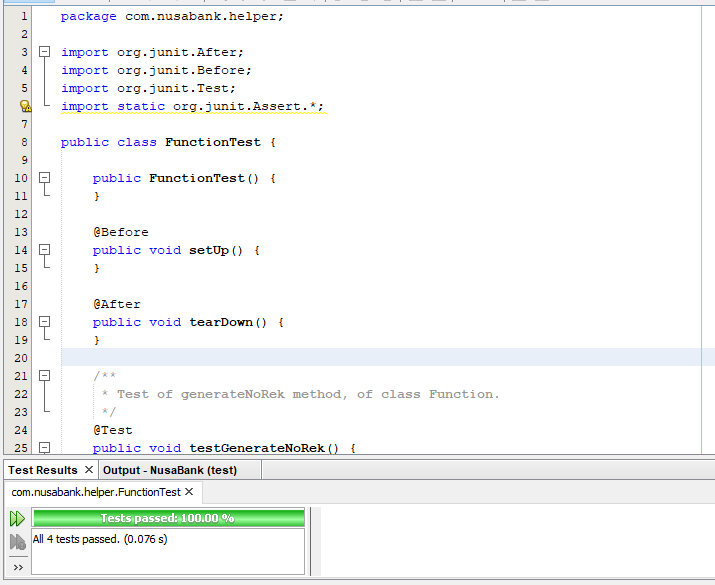 1 package com.nusabank.helper;
2
3 import org.junit.After;
4 import org.junit.Before;
5 import org.junit.Test;
import static org.junit.Assert.*;
7
8 public class FunctionTest {
9
10 public FunctionTest() {
11 }
12
13 @Before
14 public void setUp() {
15 }
16
17 @After
18 public void tearDown() {
19 }
20
21 /**
22 * Test of generateNoRek method, of class Function.
23 */
24 @Test
25 public void testGenerateNoRek() {
Test Results Output - NusaBank (test)
com.nusabank.helper.FunctionTest
Tests passed: 100.00 %
All 4 tests passed. (0.076 s)